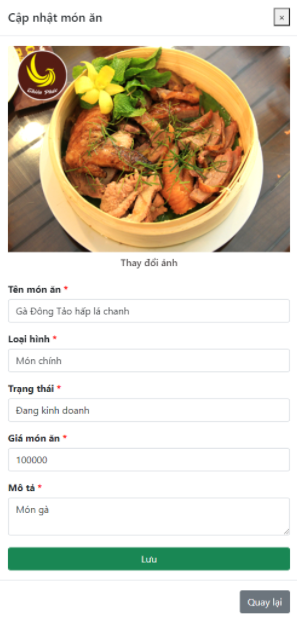 Cập nhật món ăn
×
Thay đổi ảnh
Tên món ăn *
Gà Đông Tảo hấp lá chanh
Loại hình *
Món chính
Trạng thái *
Đang kinh doanh
Giá món ăn *
100000
Mô tả *
Món gà
Lưu
Quay lại